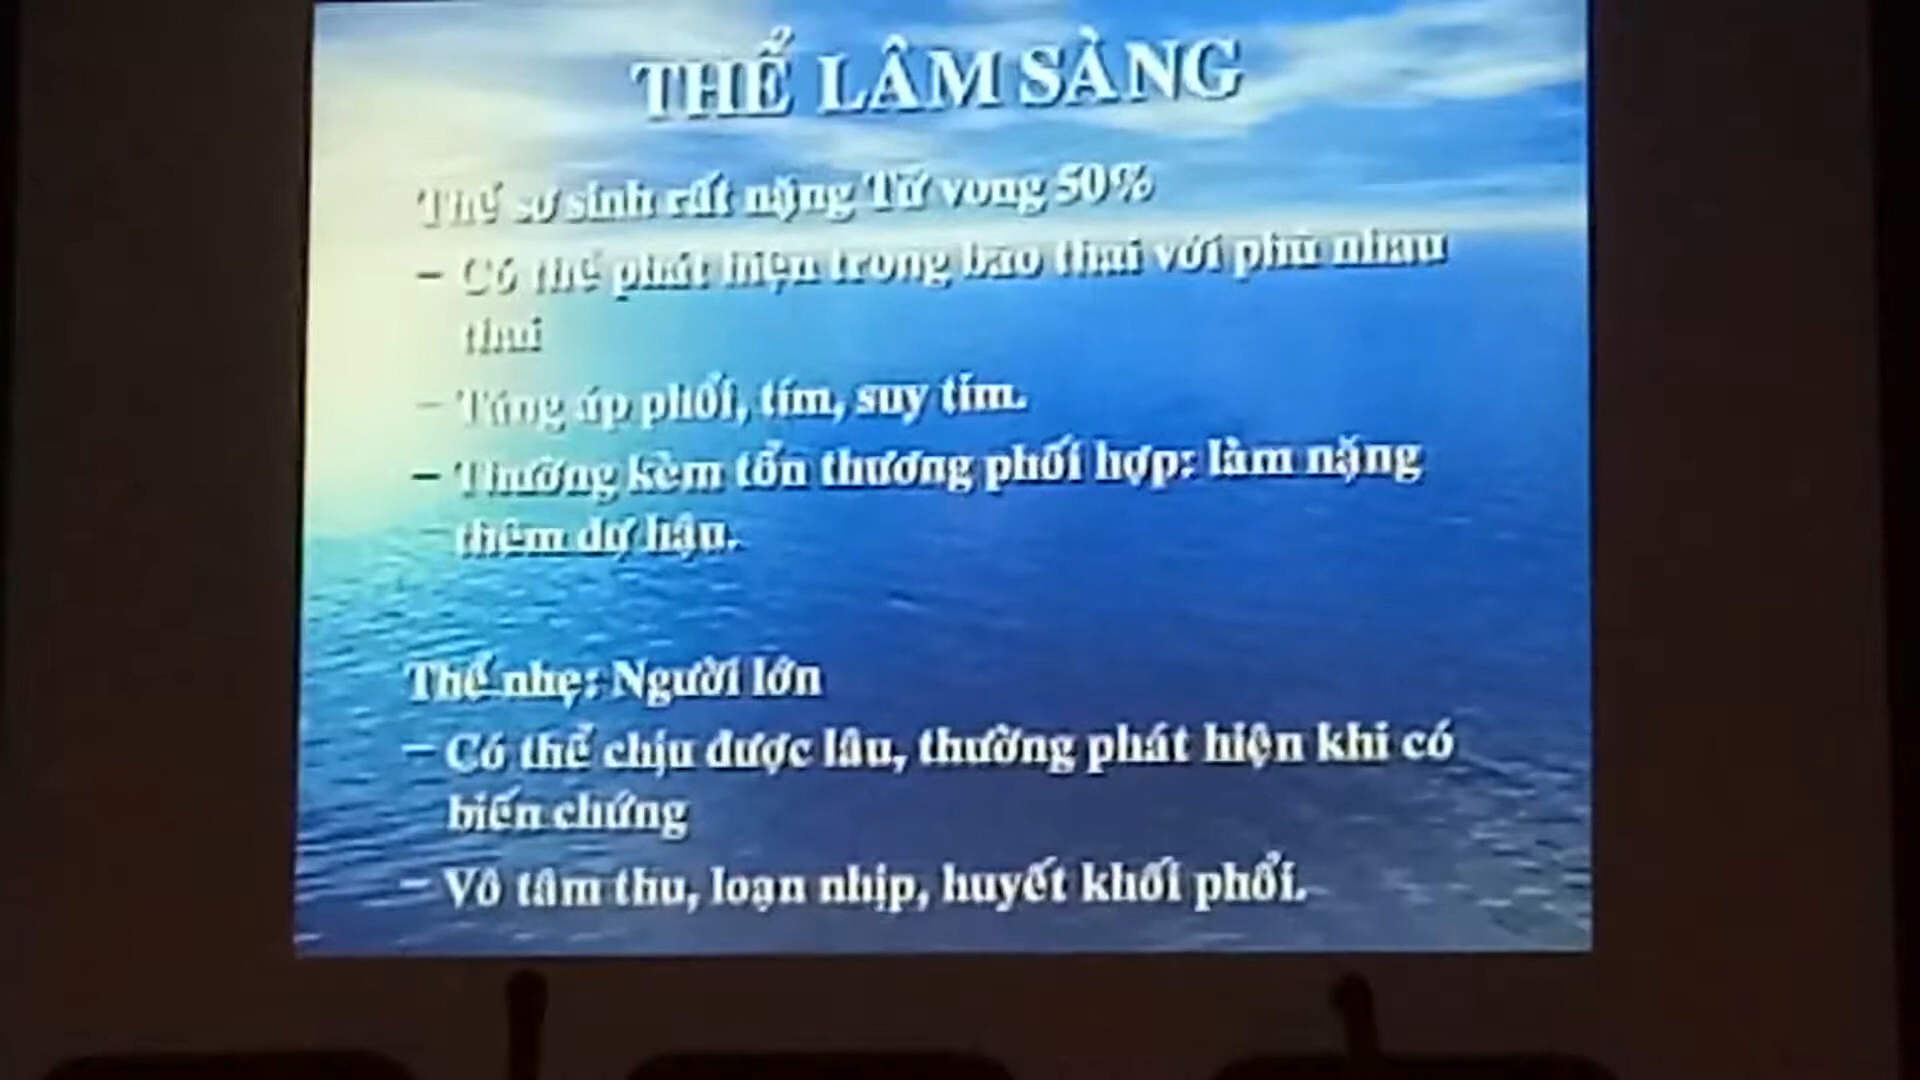 THỂ LÂM SÀNG
Thể sơ sinh rất nặng Tử vong 50%
– Có thể phát hiện trong bào thai với phù nhau
thai
– Tăng áp phổi, tím, suy tim.
– Thường kèm tổn thương phối hợp: làm nặng
– thêm dự hậu.
Thể nhẹ: Người lớn
– Có thể chịu được lâu, thường phát hiện khi có
biến chứng
– Vô tâm thu, loạn nhịp, huyết khối phổi.